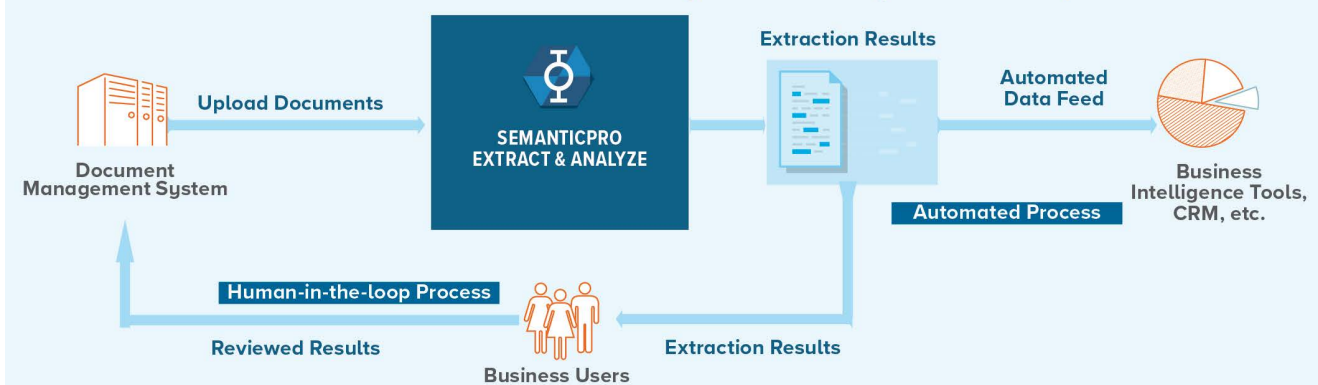 Extraction Results
Upload Documents
Automated
Data Feed
SEMANTICPRO
EXTRACT & ANALYZE
Document
Management System
Business
Intelligence Tools,
CRM, etc.
Automated Process
Human-in-the-loop Process
Reviewed Results
Extraction Results
Business Users